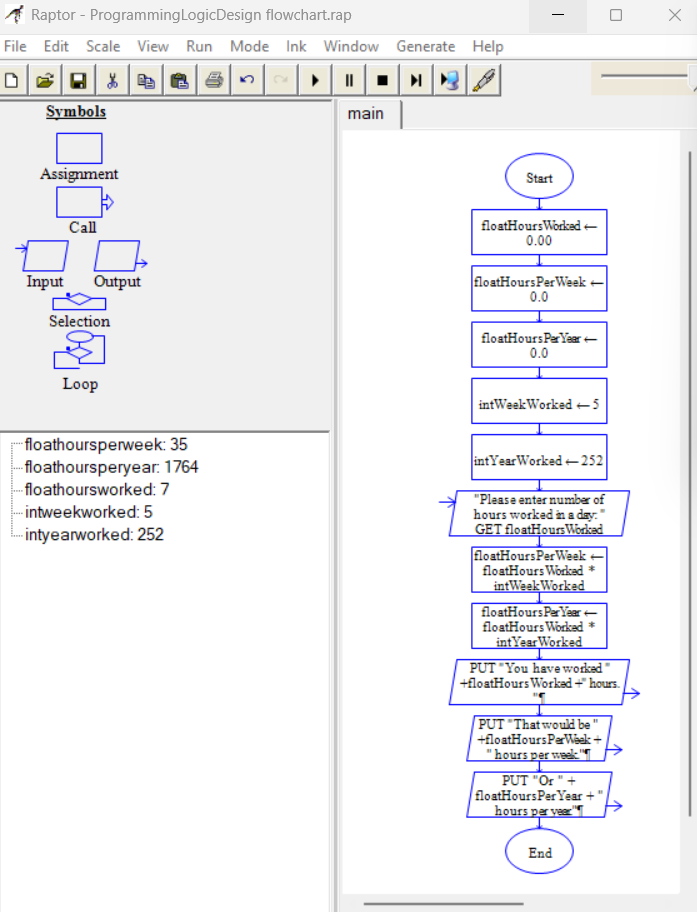 Raptor - ProgrammingLogicDesign flowchart.rap
File Edit Scale View Run Mode Ink Window Generate Help
Symbols
Assignment
Call
Input Output
Selection
Loop
floathoursperweek: 35
floathoursperyear: 1764
floathoursworked: 7
intweekworked: 5
intyearworked: 252
main
Start
floatHoursWorked ←
0.00
floatHoursPerWeek ←
0.0
floatHoursPerYear ←
0.0
intWeekWorked ← 5
intYearWorked ← 252
"Please enter number of
hours worked in a day: "
GET floatHoursWorked
floatHoursPerWeek ←
floatHoursWorked *
intWeekWorked
floatHoursPerYear ←
floatHoursWorked *
intYearWorked
PUT "You have worked "
+floatHoursWorked +" hours.
"¶
PUT "That would be "
+floatHoursPerWeek +
" hours per week."¶
PUT "Or " +
floatHoursPerYear + "
hours per year."¶
End